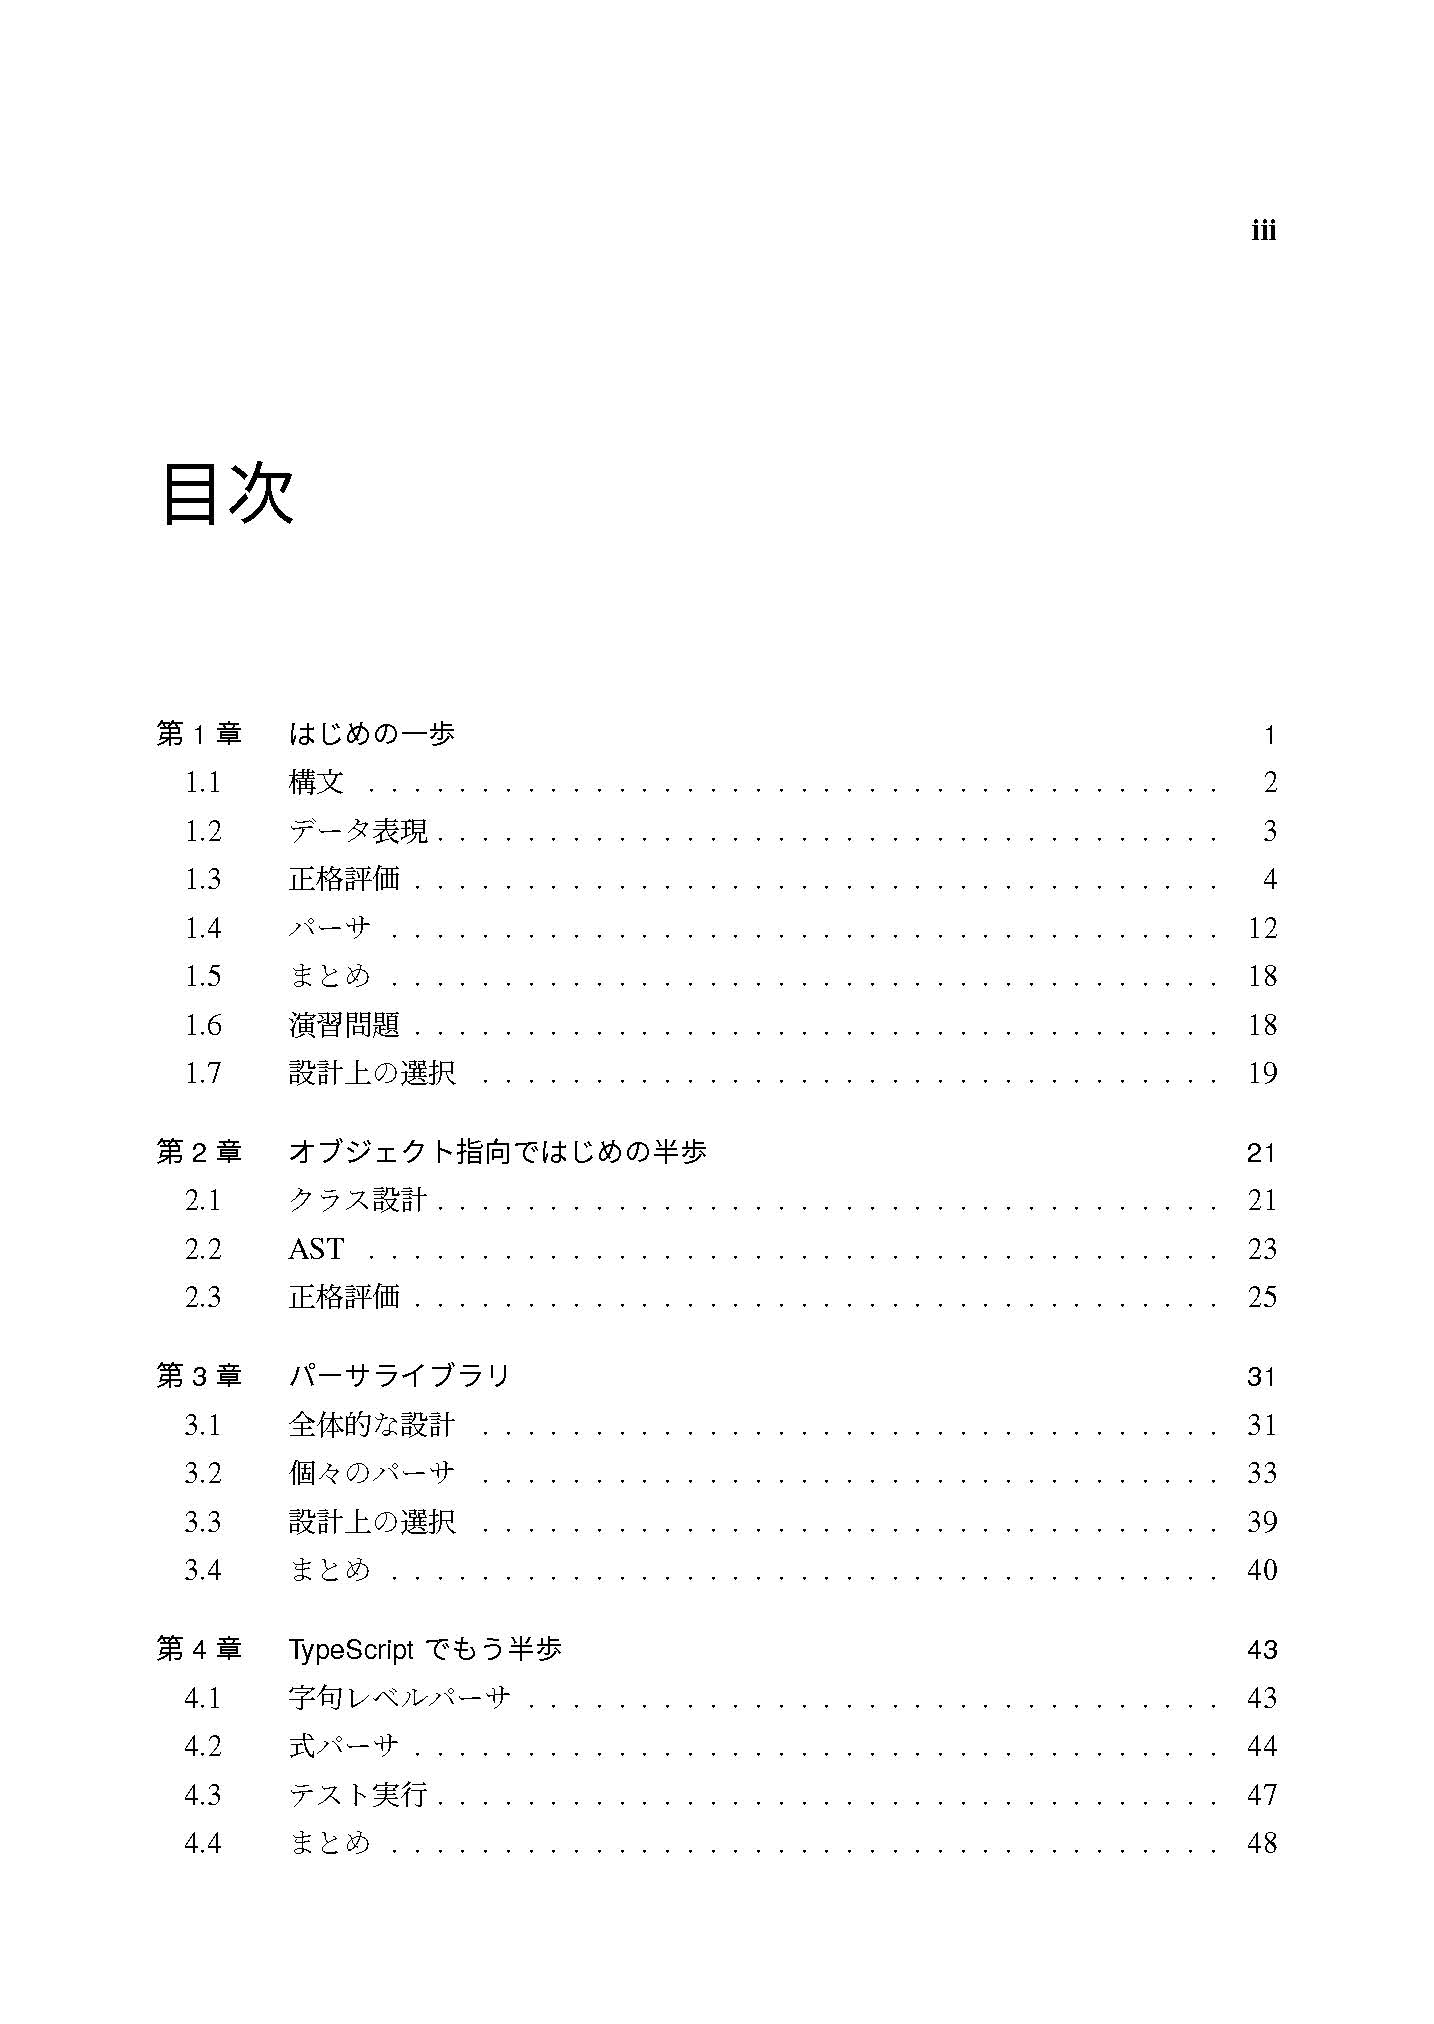 iii
目次
第 1 章 はじめの一歩 1
1.1 構文 . . . . . . . . . . . . . . . . . . . . . . . . . . . . . . . . . . . . . . 2
1.2 データ表現 . . . . . . . . . . . . . . . . . . . . . . . . . . . . . . . . . . . 3
1.3 正格評価 . . . . . . . . . . . . . . . . . . . . . . . . . . . . . . . . . . . . 4
1.4 パーサ . . . . . . . . . . . . . . . . . . . . . . . . . . . . . . . . . . . . . 12
1.5 まとめ . . . . . . . . . . . . . . . . . . . . . . . . . . . . . . . . . . . . . 18
1.6 演習問題 . . . . . . . . . . . . . . . . . . . . . . . . . . . . . . . . . . . . 18
1.7 設計上の選択 . . . . . . . . . . . . . . . . . . . . . . . . . . . . . . . . . 19
第 2 章 オブジェクト指向ではじめの半歩 21
2.1 クラス設計 . . . . . . . . . . . . . . . . . . . . . . . . . . . . . . . . . . . 21
2.2 AST . . . . . . . . . . . . . . . . . . . . . . . . . . . . . . . . . . . . . . 23
2.3 正格評価 . . . . . . . . . . . . . . . . . . . . . . . . . . . . . . . . . . . . 25
第 3 章 パーサライブラリ 31
3.1 全体的な設計 . . . . . . . . . . . . . . . . . . . . . . . . . . . . . . . . . 31
3.2 個々のパーサ . . . . . . . . . . . . . . . . . . . . . . . . . . . . . . . . . 33
3.3 設計上の選択 . . . . . . . . . . . . . . . . . . . . . . . . . . . . . . . . . 39
3.4 まとめ . . . . . . . . . . . . . . . . . . . . . . . . . . . . . . . . . . . . . 40
第 4 章 TypeScript でもう半歩 43
4.1 字句レベルパーサ . . . . . . . . . . . . . . . . . . . . . . . . . . . . . . . 43
4.2 式パーサ . . . . . . . . . . . . . . . . . . . . . . . . . . . . . . . . . . . . 44
4.3 テスト実行 . . . . . . . . . . . . . . . . . . . . . . . . . . . . . . . . . . . 47
4.4 まとめ . . . . . . . . . . . . . . . . . . . . . . . . . . . . . . . . . . . . . 48